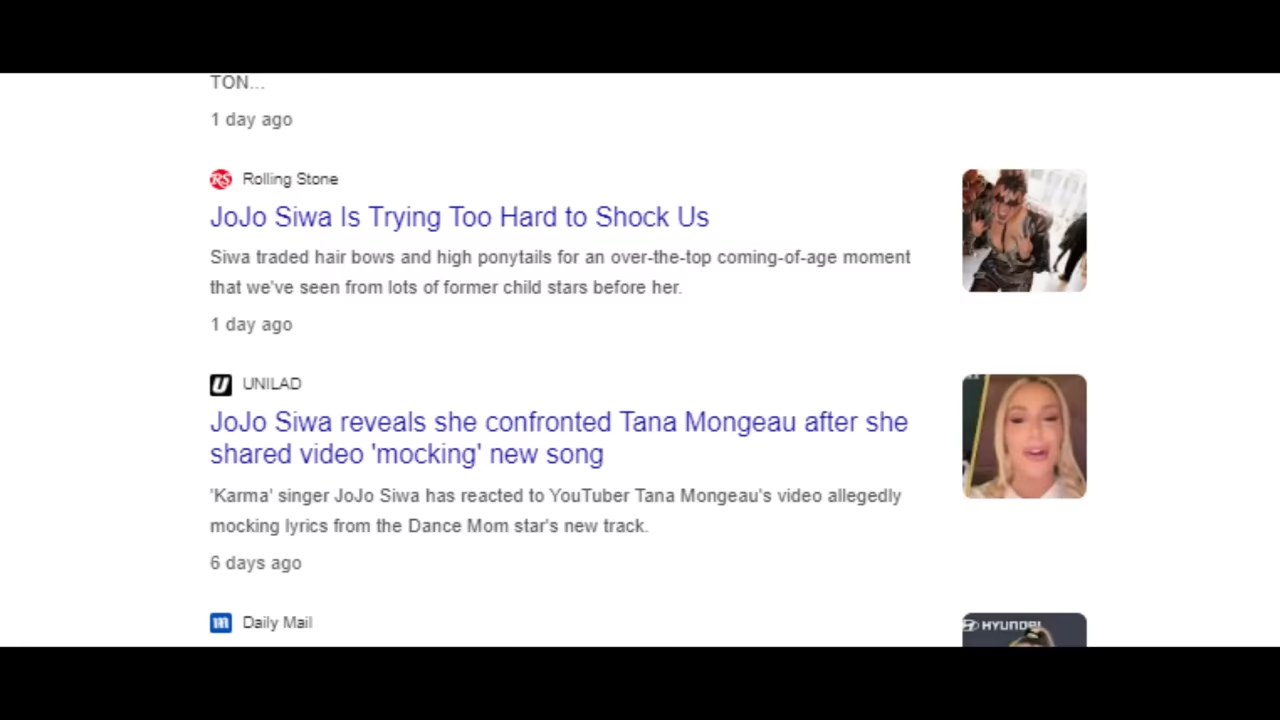 TON...
1 day ago
RS Rolling Stone
JoJo Siwa Is Trying Too Hard to Shock Us
Siwa traded hair bows and high ponytails for an over-the-top coming-of-age moment
that we've seen from lots of former child stars before her.
1 day ago
U UNILAD
JoJo Siwa reveals she confronted Tana Mongeau after she
shared video 'mocking' new song
'Karma' singer JoJo Siwa has reacted to YouTuber Tana Mongeau's video allegedly
mocking lyrics from the Dance Mom star's new track.
6 days ago
m Daily Mail
HYUNDAI